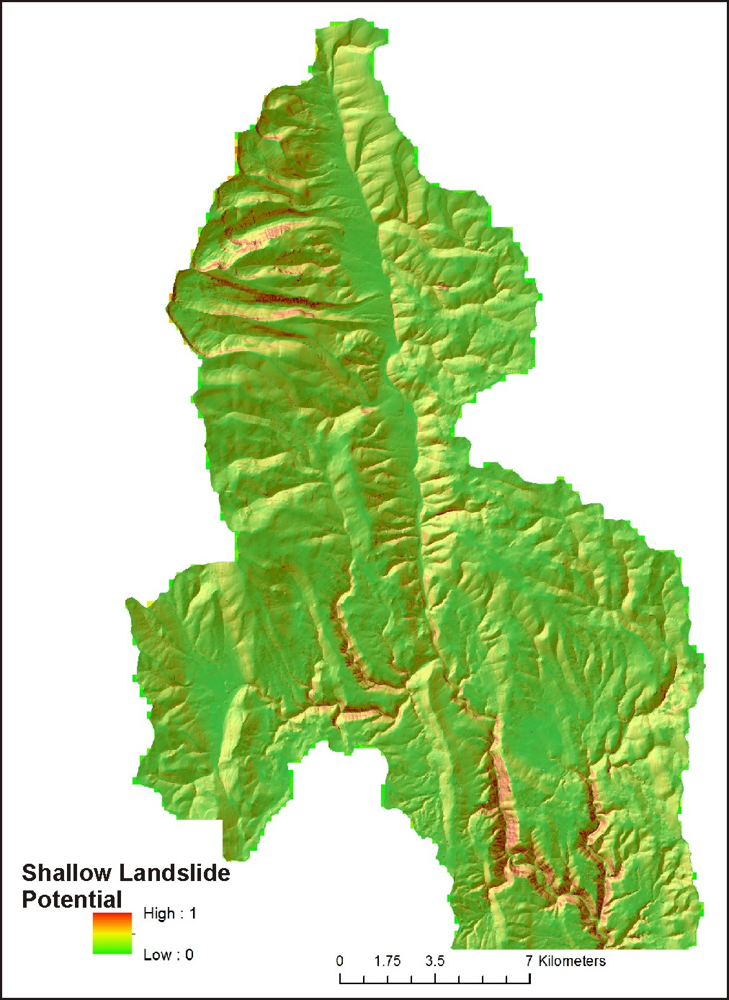 Shallow Landslide
Potential
High : 1
Low : 0
0 1.75 3.5 7 Kilometers